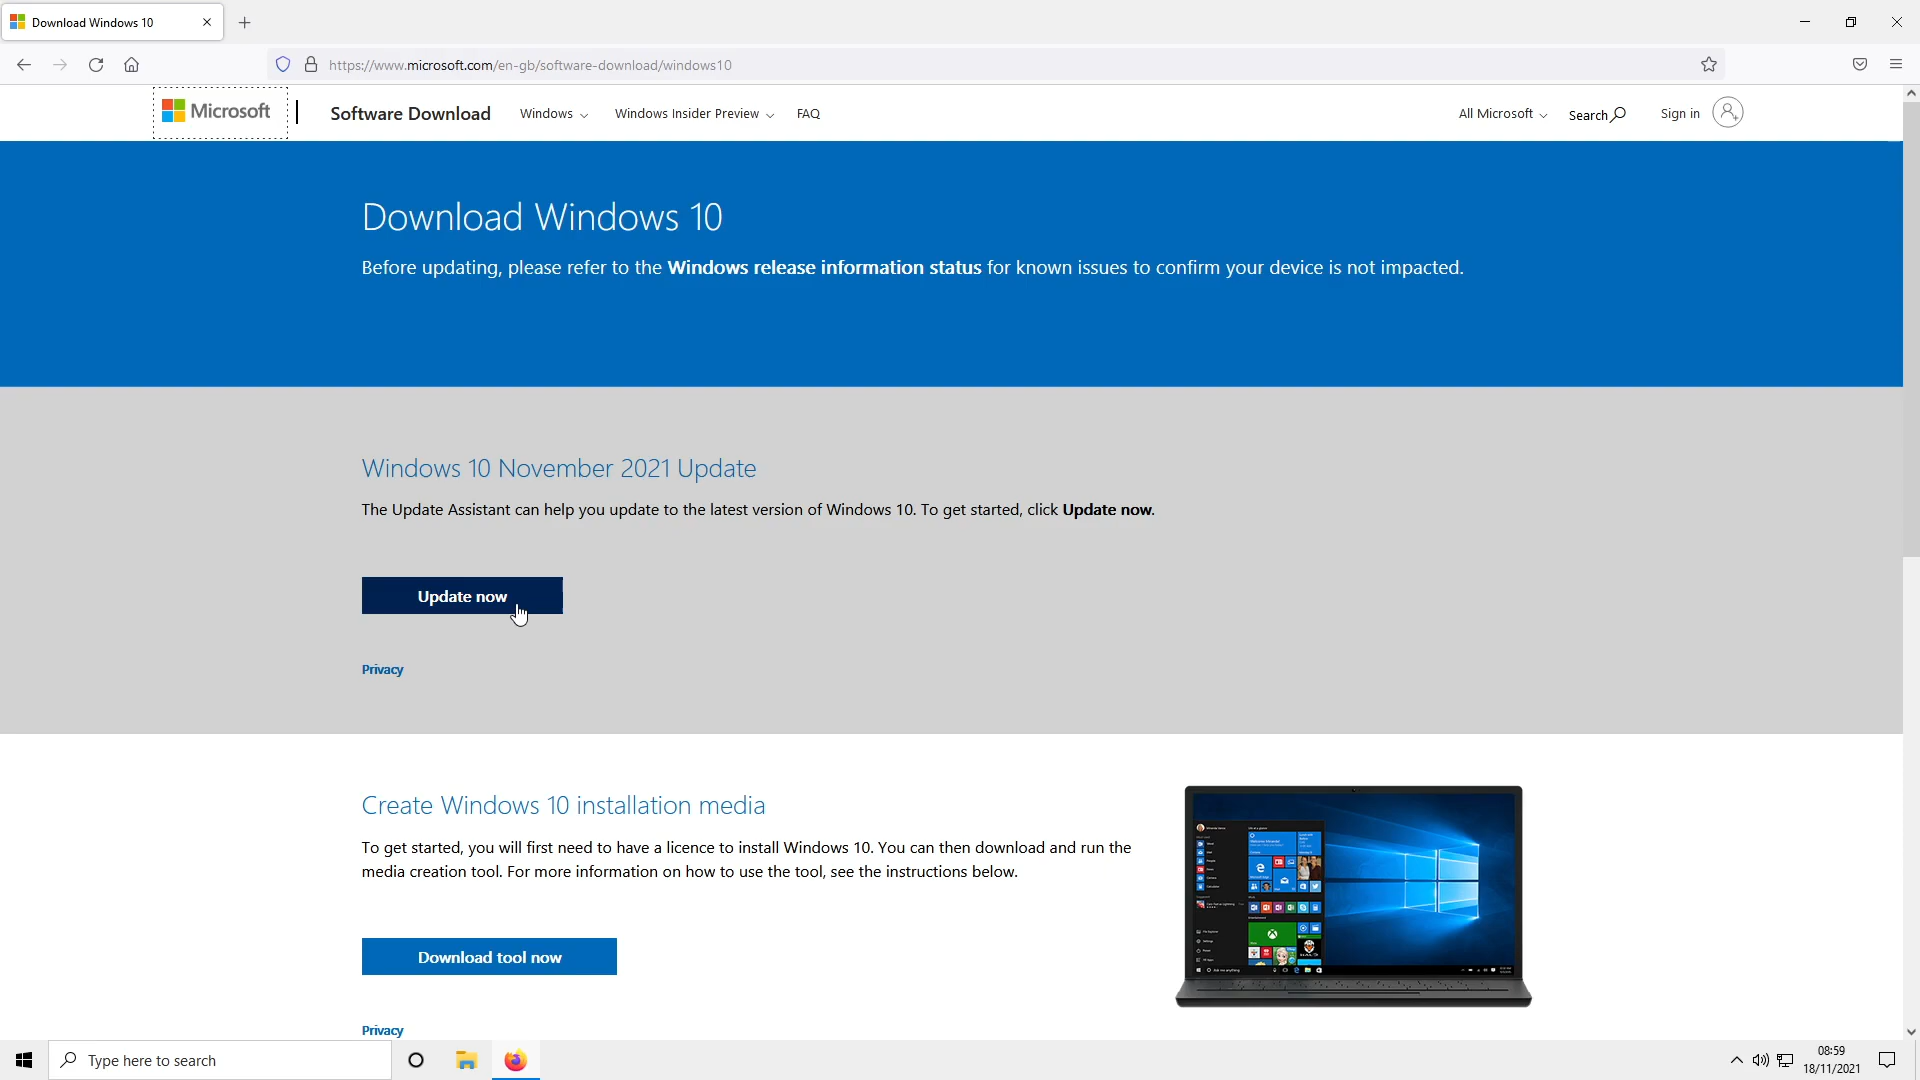 Download Windows 10
https://www.microsoft.com/en-gb/software-download/windows10
Microsoft
Software Download
Windows
Windows Insider Preview
FAQ
All Microsoft
Search
Sign in
Download Windows 10
Before updating, please refer to the Windows release information status for known issues to confirm your device is not impacted.
Windows 10 November 2021 Update
The Update Assistant can help you update to the latest version of Windows 10. To get started, click Update now.
Update now
Privacy
Create Windows 10 installation media
To get started, you will first need to have a licence to install Windows 10. You can then download and run the
media creation tool. For more information on how to use the tool, see the instructions below.
Download tool now
Privacy
Type here to search
08:59
18/11/2021